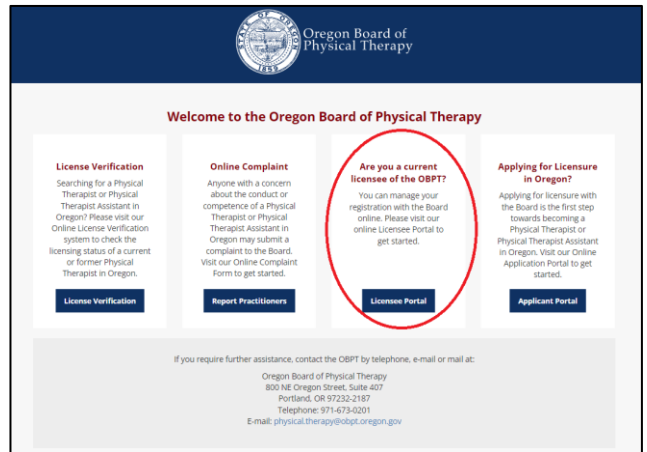 STATE OF OREGON
1859
Oregon Board of
Physical Therapy
Welcome to the Oregon Board of Physical Therapy
License Verification
Searching for a Physical
Therapist or Physical
Therapist Assistant in
Oregon? Please visit our
Online License Verification
system to check the
licensing status of a current
or former Physical
Therapist in Oregon.
License Verification
Online Complaint
Anyone with a concern
about the conduct or
competence of a Physical
Therapist or Physical
Therapist Assistant in
Oregon may submit a
complaint to the Board.
Visit our Online Complaint
Form to get started.
Report Practitioners
Are you a current
licensee of the OBPT?
You can manage your
registration with the Board
online. Please visit our
online Licensee Portal to
get started.
Licensee Portal
Applying for Licensure
in Oregon?
Applying for licensure with
the Board is the first step
towards becoming a
Physical Therapist or
Physical Therapist Assistant
in Oregon. Visit our Online
Application Portal to get
started.
Applicant Portal
If you require further assistance, contact the OBPT by telephone, e-mail or mail at:
Oregon Board of Physical Therapy
800 NE Oregon Street, Suite 407
Portland, OR 97232-2187
Telephone: 971-673-0201
E-mail: physical.therapy@obpt.oregon.gov